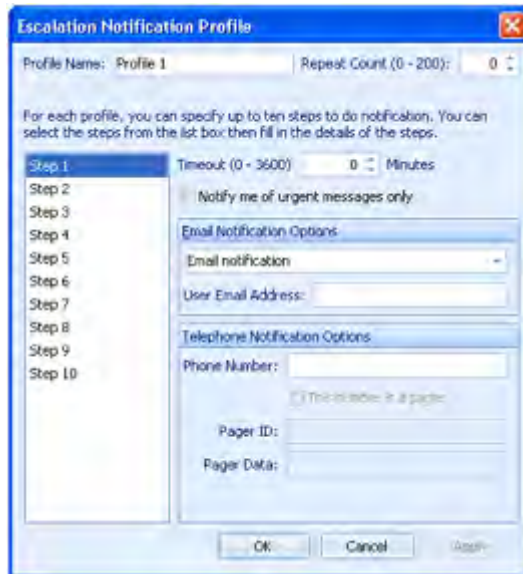 Escalation Notification Profile
Profile Name: Profile 1 Repeat Count (0 - 200): 0
For each profile, you can specify up to ten steps to do notification. You can
select the steps from the list box then fill in the details of the steps.
Step 1
Step 2
Step 3
Step 4
Step 5
Step 6
Step 7
Step 8
Step 9
Step 10
Timeout (0 - 3600) 0 Minutes
Notify me of urgent messages only
Email Notification Options
Email notification
User Email Address:
Telephone Notification Options
Phone Number:
This number is a pager
Pager ID:
Pager Data:
OK Cancel Apply